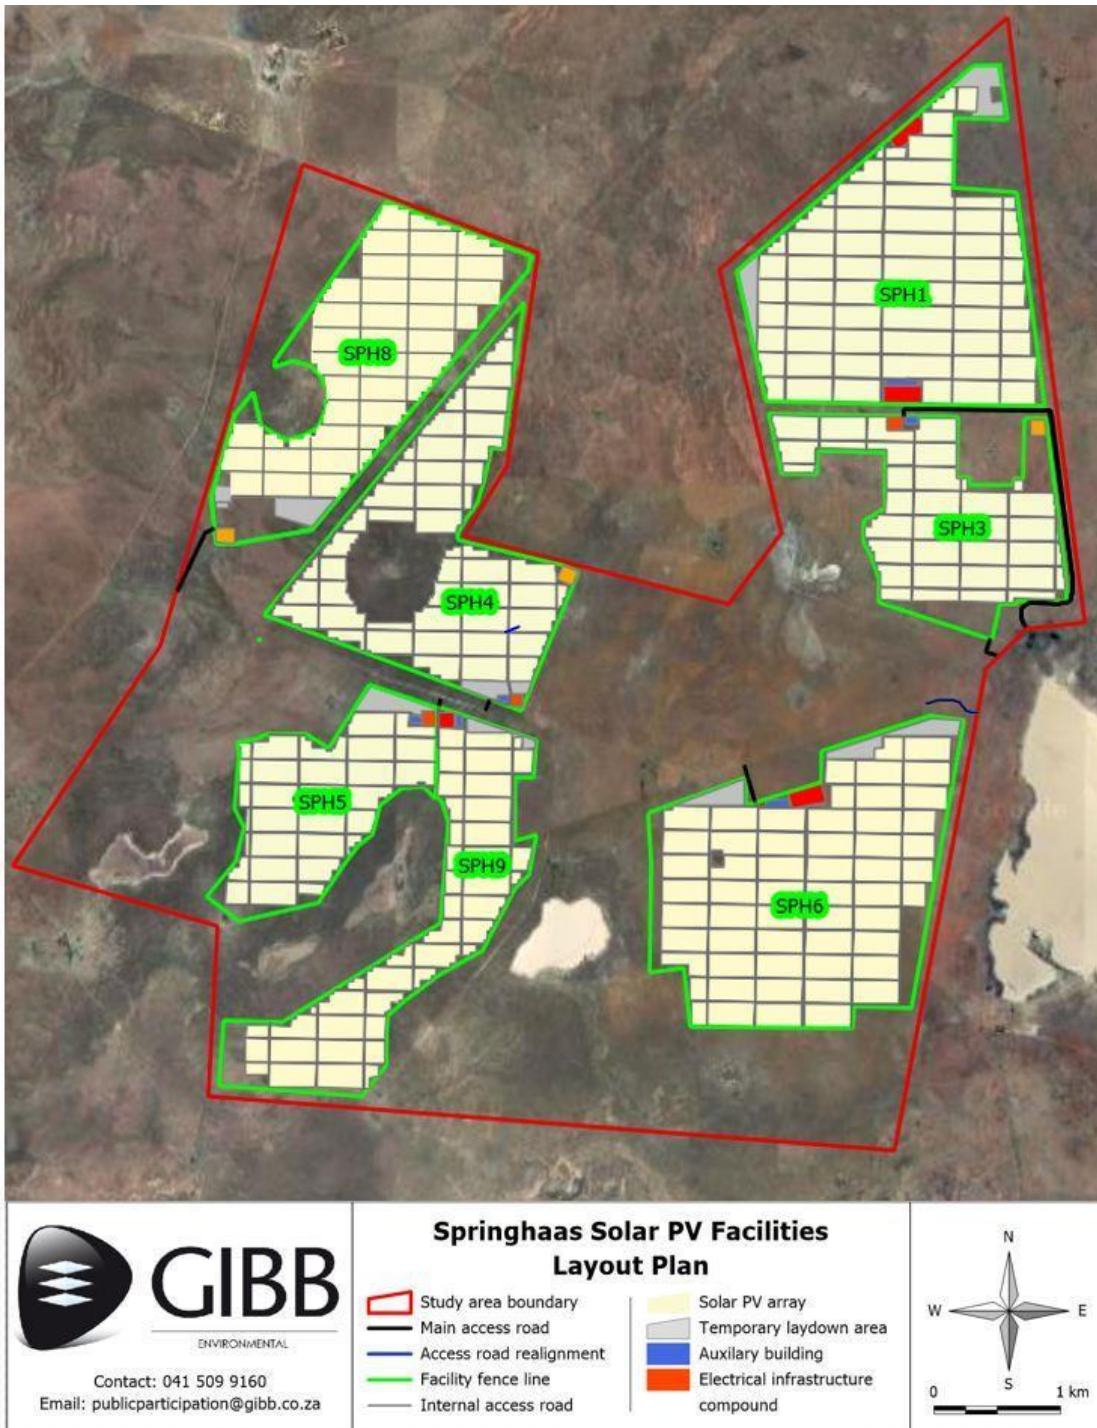 SPH1
SPH8
SPH3
SPH4
SPH5
SPH9
SPH6
GIBB
ENVIRONMENTAL
Contact: 041 509 9160
Email: publicparticipation@gibb.co.za
Springhaas Solar PV Facilities
Layout Plan
Study area boundary
Main access road
Access road realignment
Facility fence line
Internal access road
Solar PV array
Temporary laydown area
Auxilary building
Electrical infrastructure
compound
N
W E
S
0 1 km